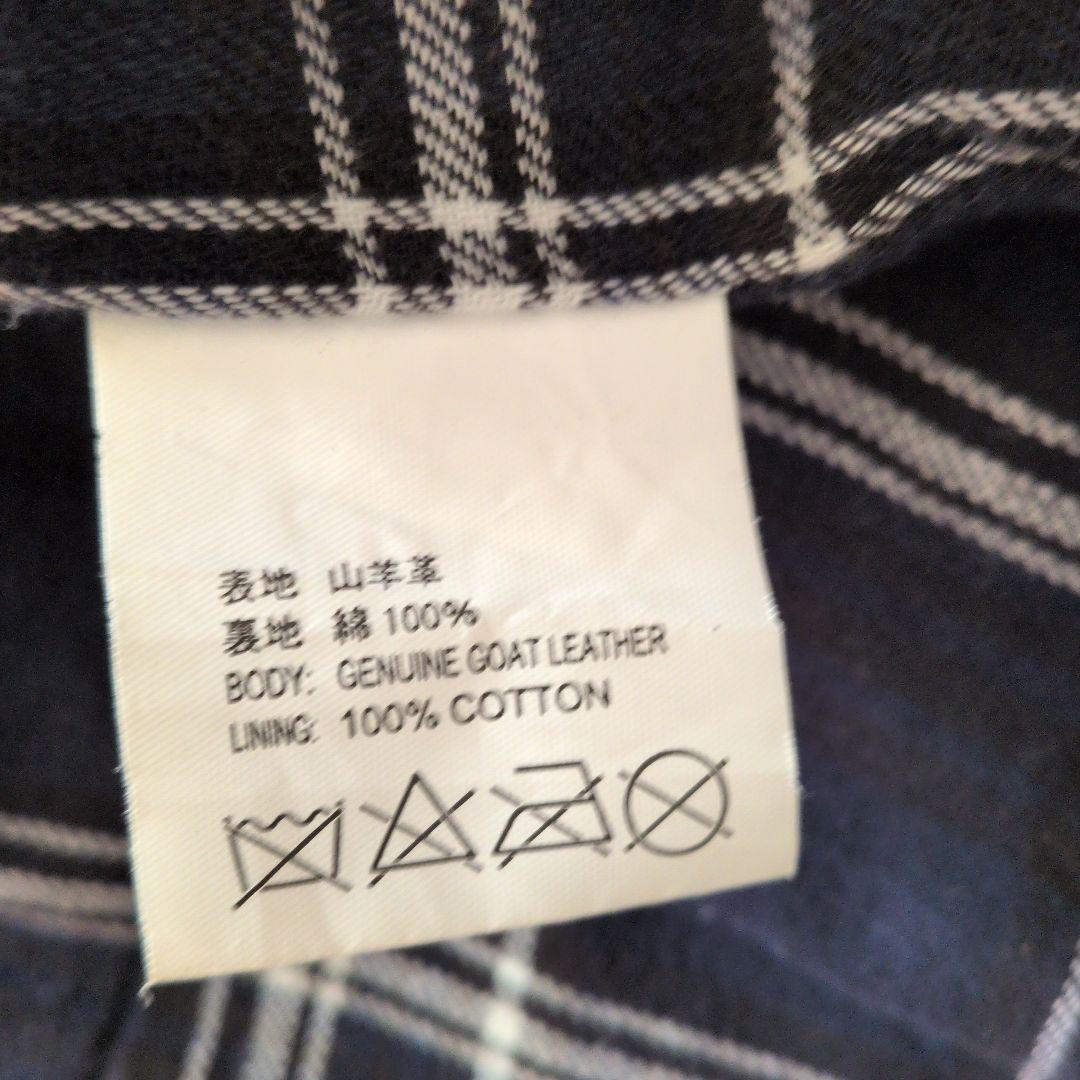 表地 山羊革
裏地 綿 100%
BODY: GENUINE GOAT LEATHER
LINING: 100% COTTON